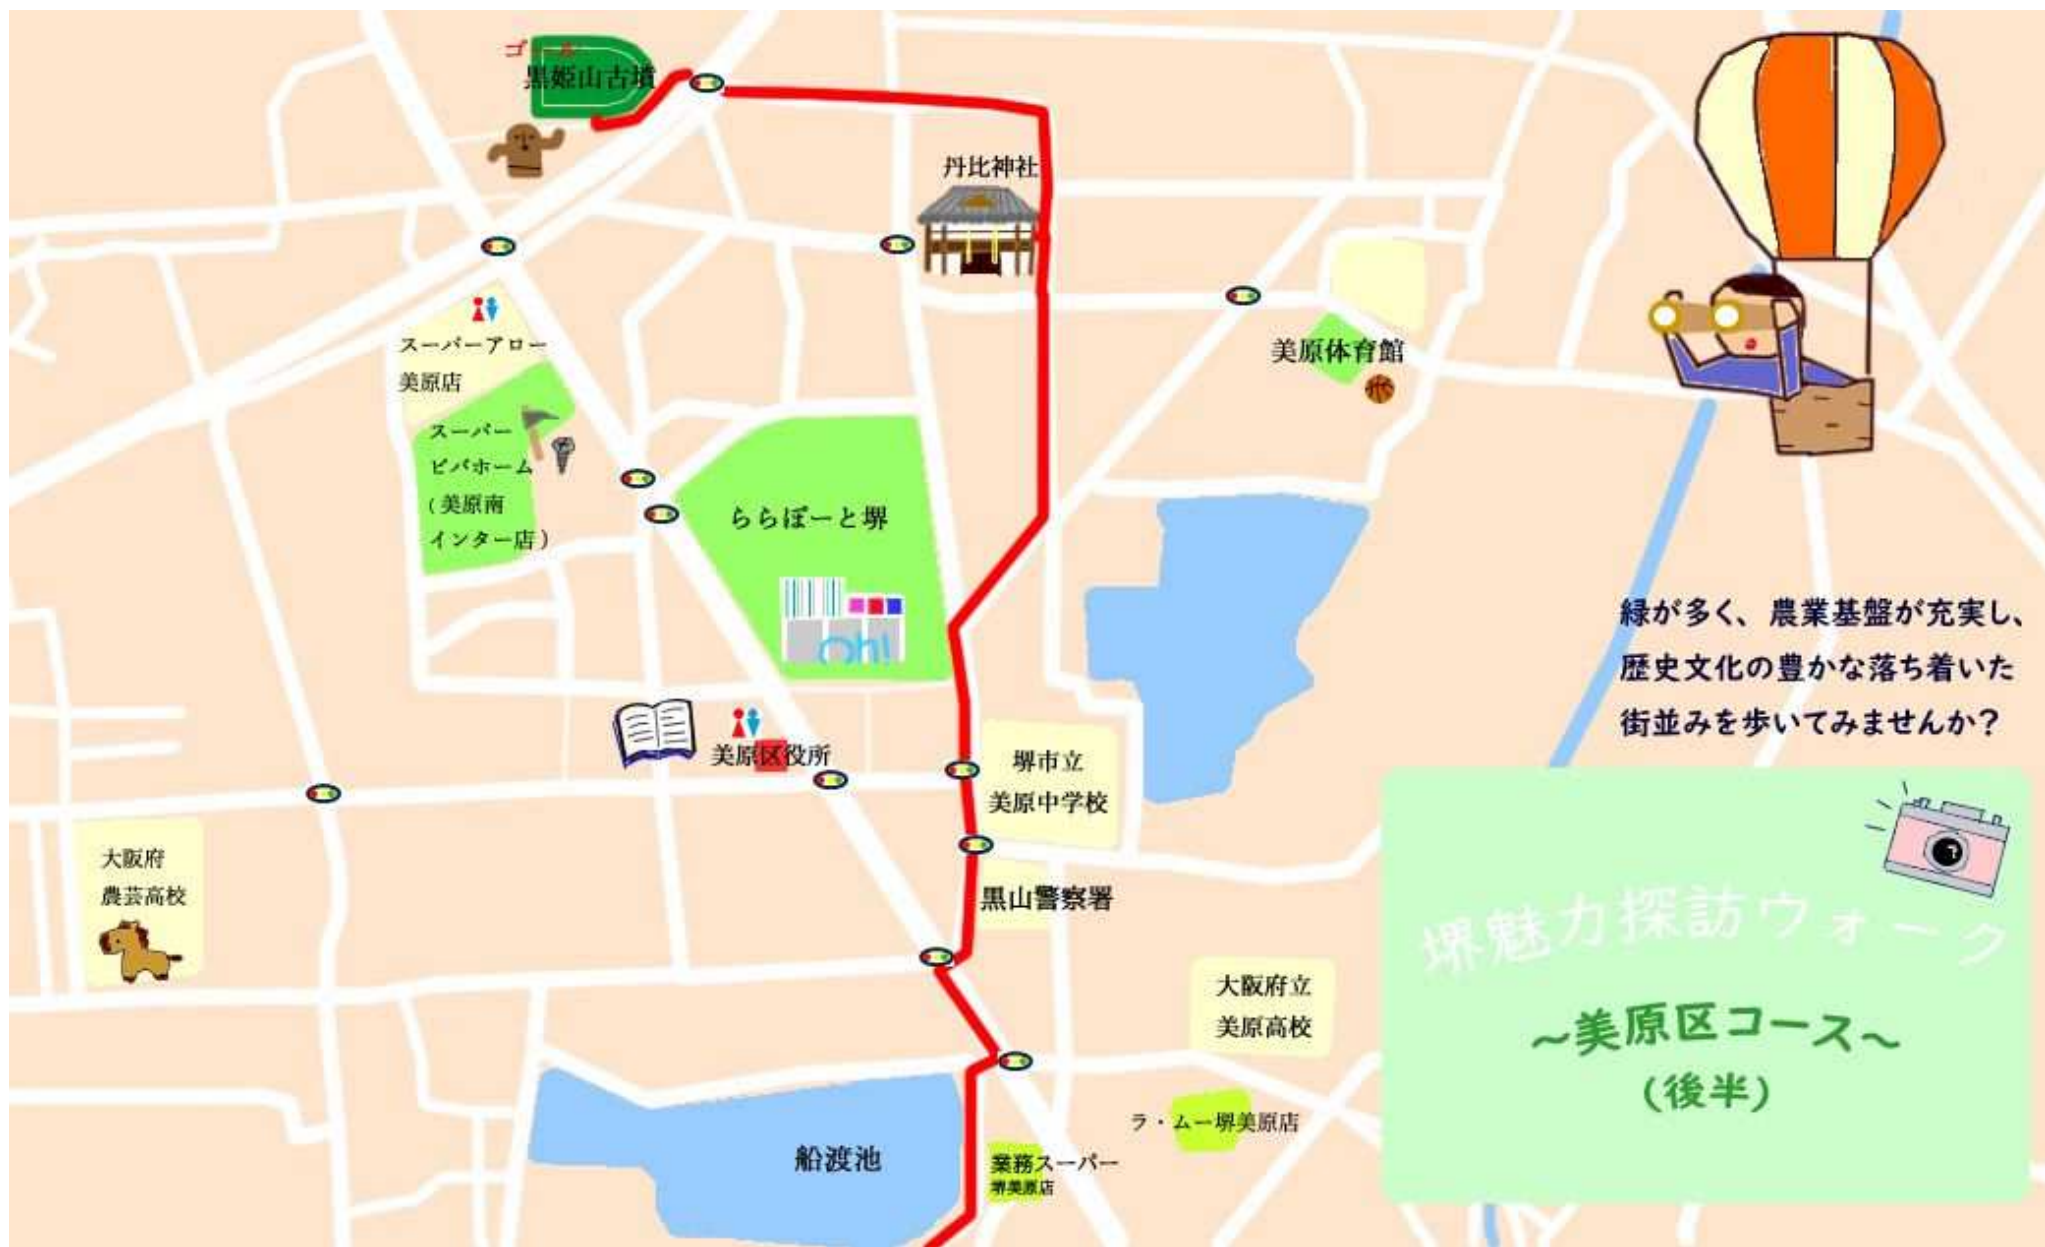 ゴール
黒姫山古墳
丹比神社
スーパーアロー
美原店
美原体育館
スーパー
ビバホーム
(美原南
インター店)
ららぽーと堺
Oh!
緑が多く、農業基盤が充実し、
歴史文化の豊かな落ち着いた
街並みを歩いてみませんか?
美原区役所
堺市立
美原中学校
大阪府
農芸高校
黒山警察署
堺魅力探訪ウォーク
大阪府立
美原高校
~美原区コース~
(後半)
ラ・ムー堺美原店
船渡池
業務スーパー
堺美原店